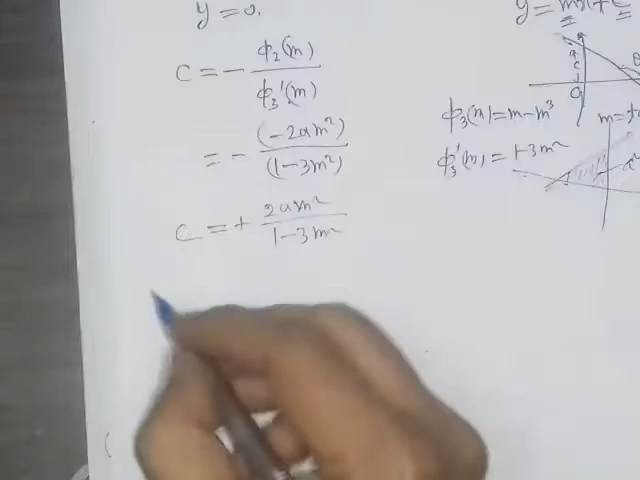 y = 0.
y = mx + c
c = - φ₂(m) / φ₃'(m)
= - (-2am²) / (1-3m²)
c = + 2am² / 1-3m²
φ₃(m) = m - m³
φ₃'(m) = 1-3m²